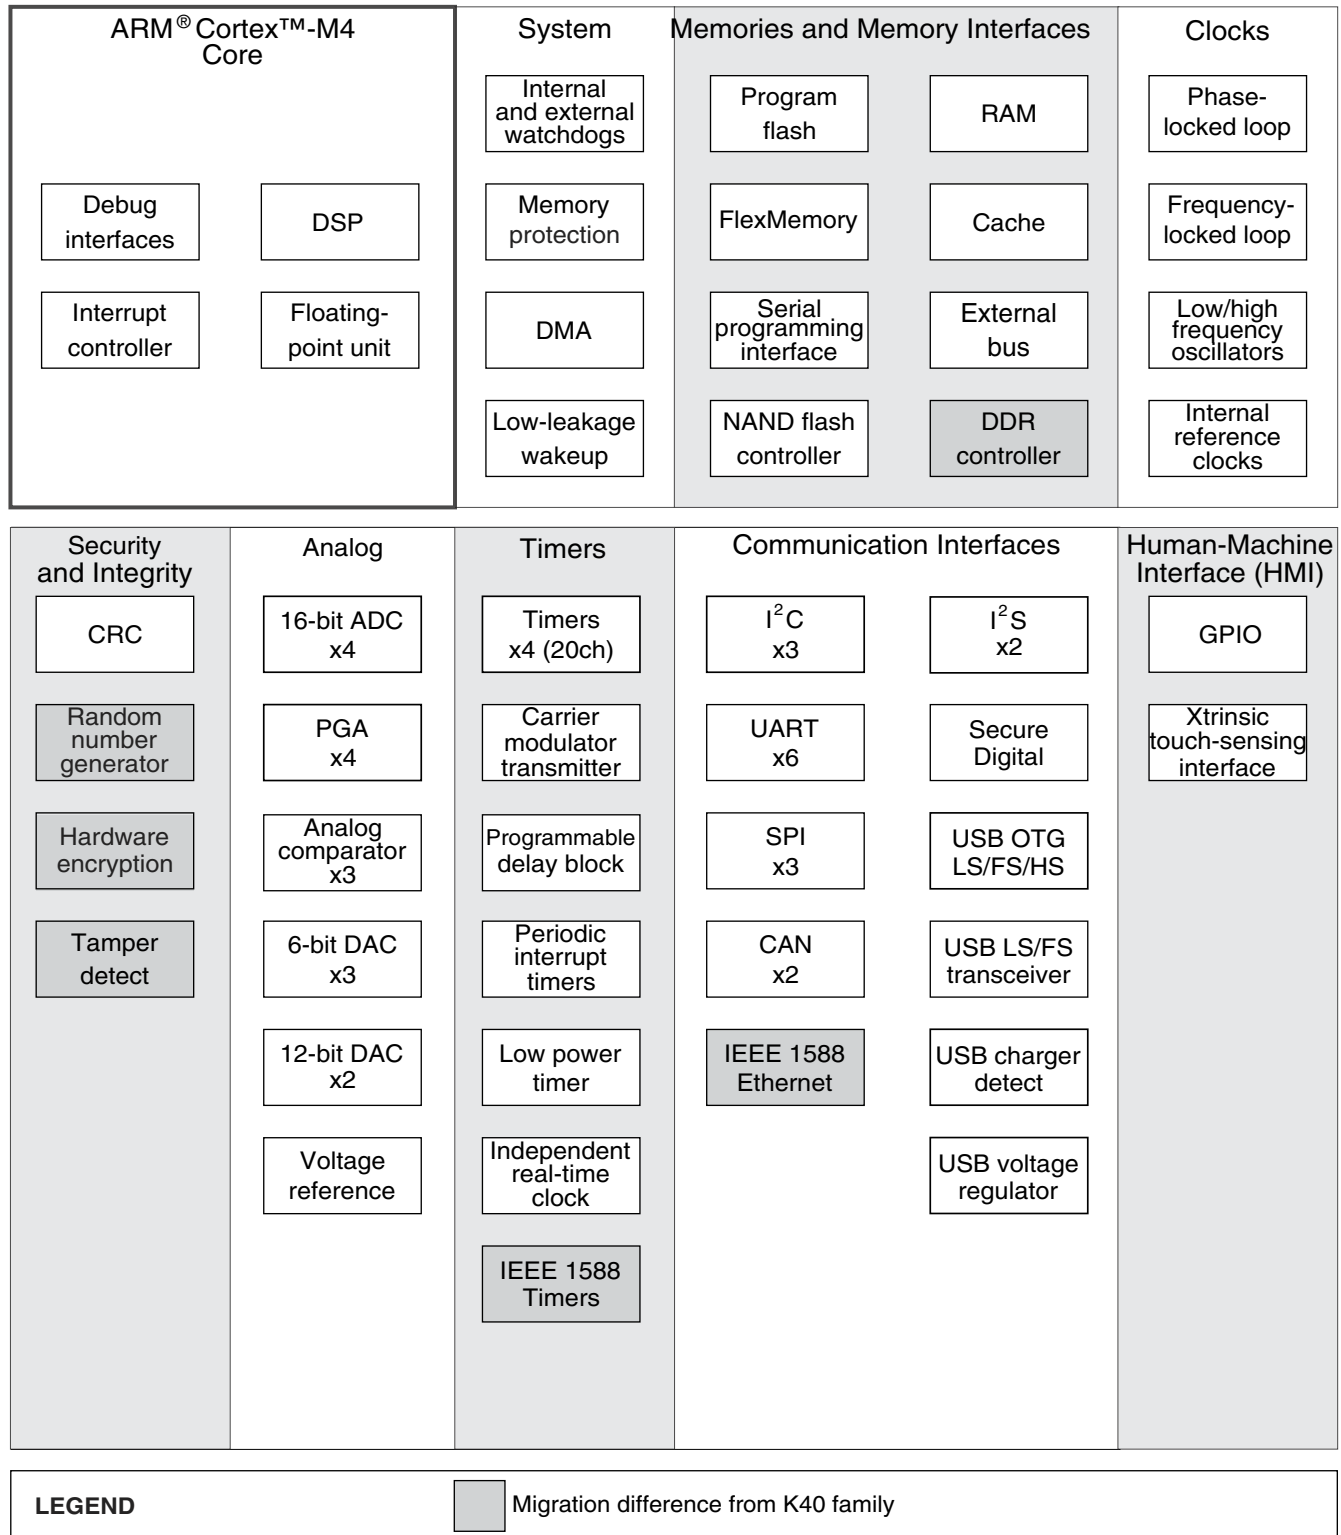 ARM® Cortex™-M4
Core
Debug
interfaces
DSP
Interrupt
controller
Floating-
point unit
System
Internal
and external
watchdogs
Memory
protection
DMA
Low-leakage
wakeup
Memories and Memory Interfaces
Program
flash
RAM
FlexMemory
Cache
Serial
programming
interface
External
bus
NAND flash
controller
DDR
controller
Clocks
Phase-
locked loop
Frequency-
locked loop
Low/high
frequency
oscillators
Internal
reference
clocks
Security
and Integrity
CRC
Random
number
generator
Hardware
encryption
Tamper
detect
Analog
16-bit ADC
x4
PGA
x4
Analog
comparator
x3
6-bit DAC
x3
12-bit DAC
x2
Voltage
reference
Timers
Timers
x4 (20ch)
Carrier
modulator
transmitter
Programmable
delay block
Periodic
interrupt
timers
Low power
timer
Independent
real-time
clock
IEEE 1588
Timers
Communication Interfaces
I²C
x3
I²S
x2
UART
x6
Secure
Digital
SPI
x3
USB OTG
LS/FS/HS
CAN
x2
USB LS/FS
transceiver
IEEE 1588
Ethernet
USB charger
detect
USB voltage
regulator
Human-Machine
Interface (HMI)
GPIO
Xtrinsic
touch-sensing
interface
LEGEND
Migration difference from K40 family